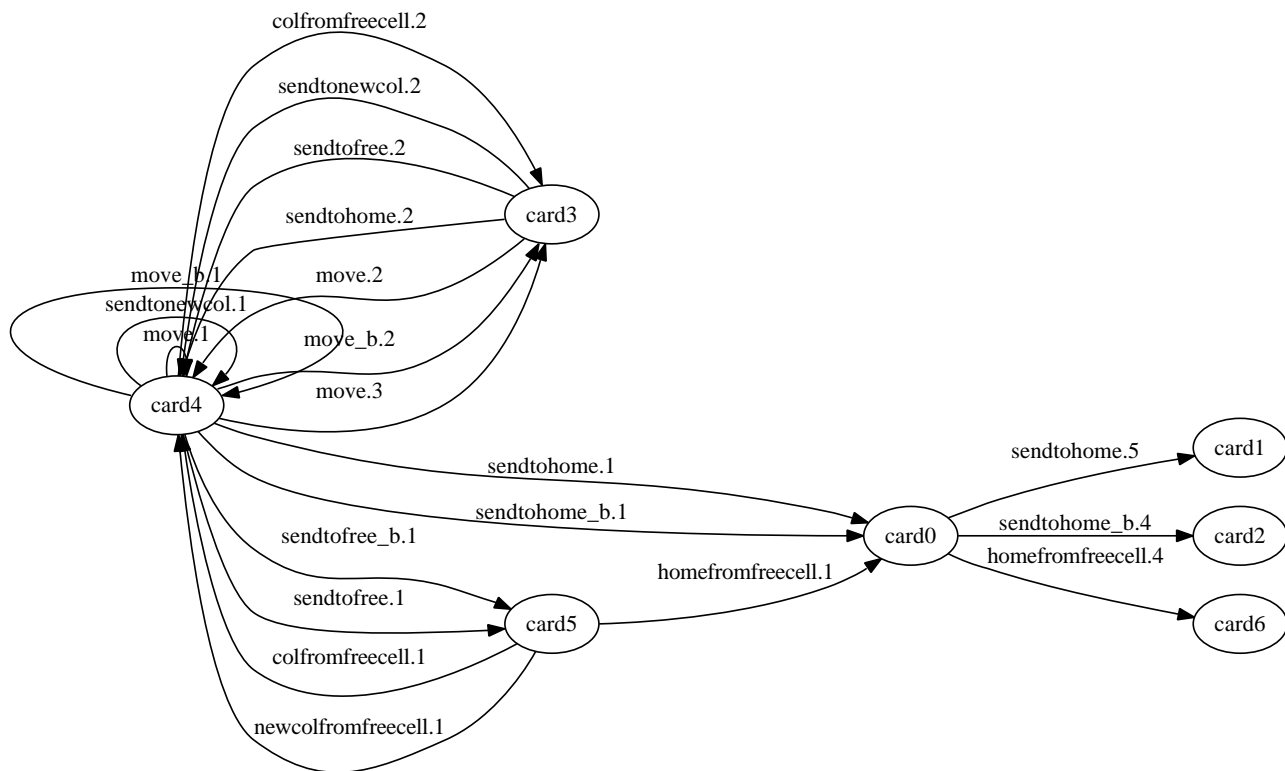 colfromfreecell.2
sendtonewcol.2
sendtofree.2
card3
sendtohome.2
move_b.1
move.2
sendtonewcol.1
move.1
move_b.2
move.3
card4
sendtohome.1
sendtohome_b.1
sendtofree_b.1
sendtofree.1
card5
colfromfreecell.1
newcolfromfreecell.1
homefromfreecell.1
card0
sendtohome.5
card1
sendtohome_b.4
card2
homefromfreecell.4
card6